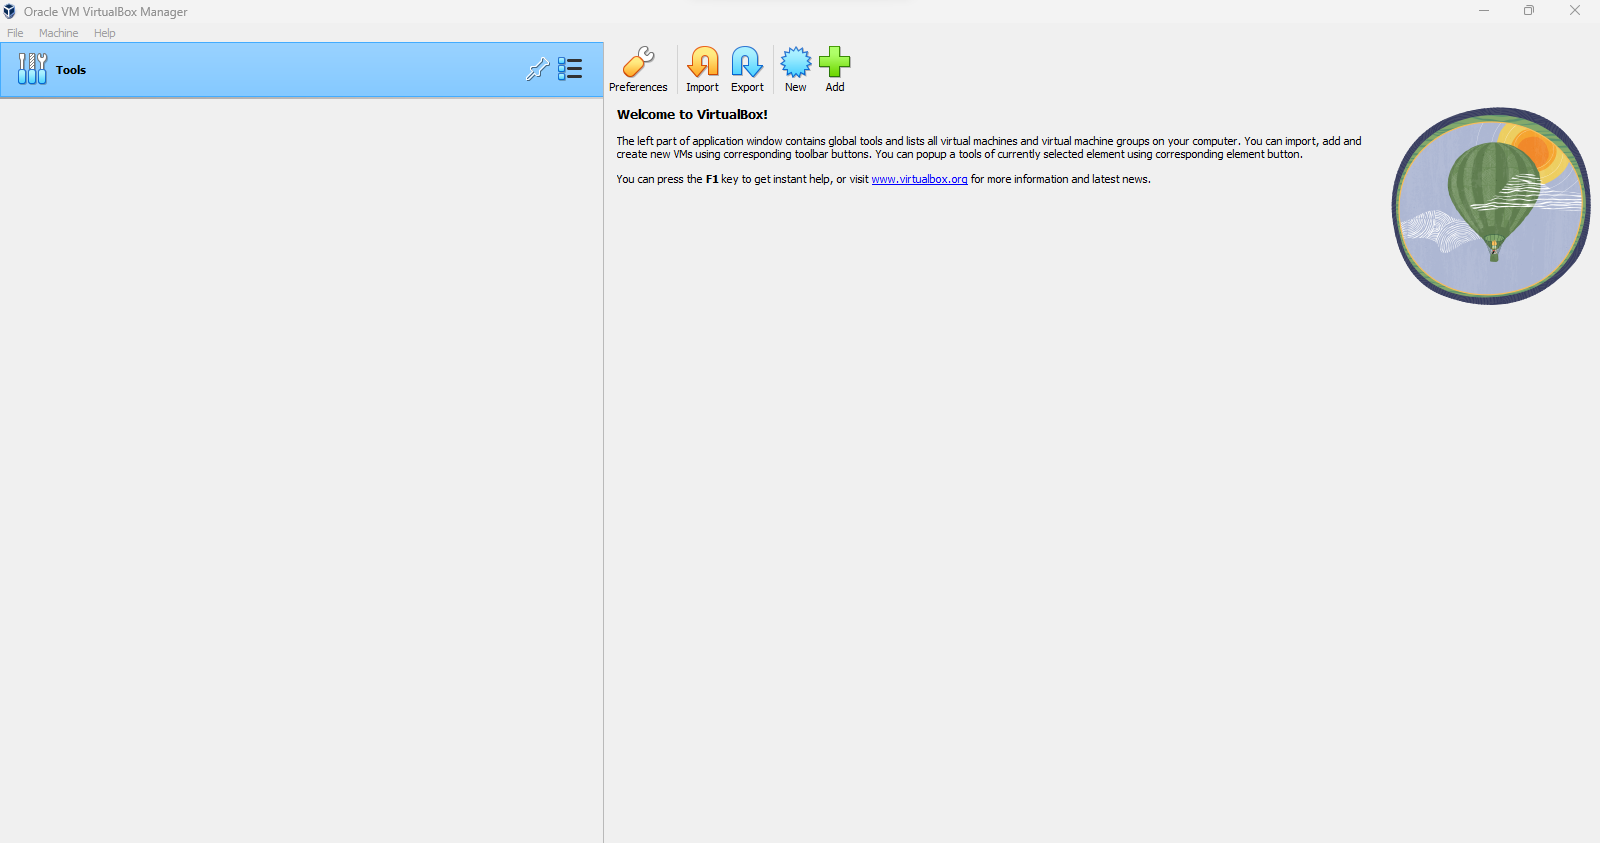 Oracle VM VirtualBox Manager
File Machine Help
Tools
Preferences Import Export New Add
Welcome to VirtualBox!
The left part of application window contains global tools and lists all virtual machines and virtual machine groups on your computer. You can import, add and
create new VMs using corresponding toolbar buttons. You can popup a tools of currently selected element using corresponding element button.
You can press the F1 key to get instant help, or visit www.virtualbox.org for more information and latest news.